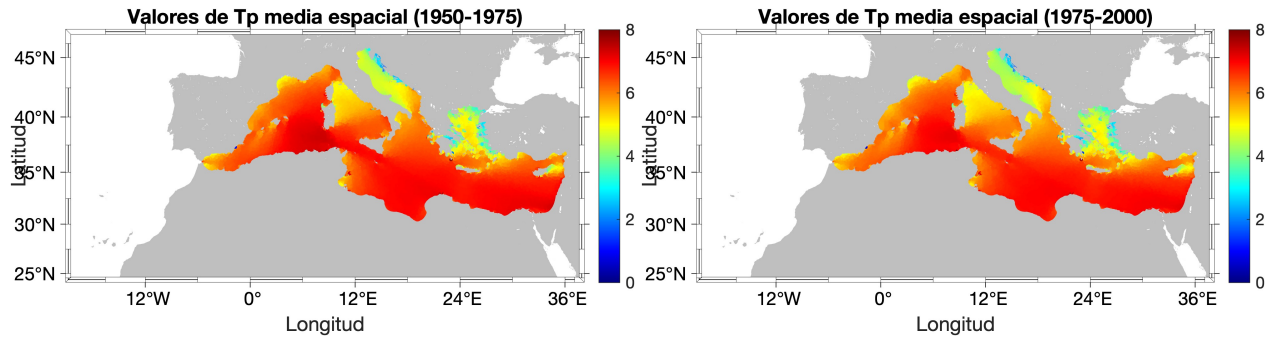 Valores de Tp media espacial (1950-1975)
45°N
40°N
35°N
30°N
25°N
Latitud
12°W 0° 12°E 24°E 36°E
Longitud
8
6
4
2
0
Valores de Tp media espacial (1975-2000)
45°N
40°N
35°N
30°N
25°N
Latitud
12°W 0° 12°E 24°E 36°E
Longitud
8
6
4
2
0